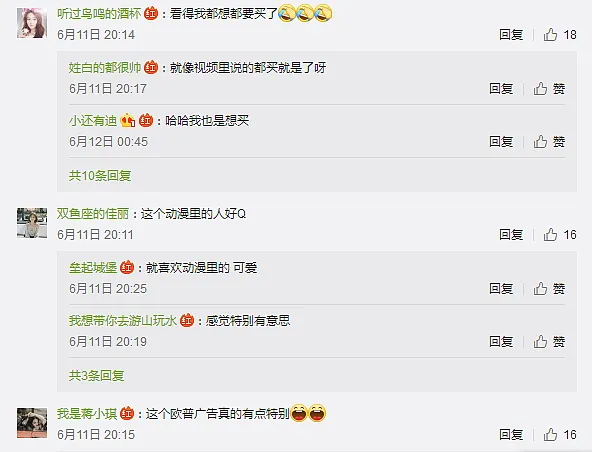 听过鸟鸣的酒杯 红：看得我都想都要买了
6月11日 20:14 回复 18
姓白的都很帅 红：就像视频里说的都买就是了呀
6月11日 20:17 回复 赞
小还有迪 红：哈哈我也是想买
6月12日 00:45 回复 赞
共10条回复
双鱼座的佳丽：这个动漫里的人好Q
6月11日 20:11 回复 16
垒起城堡 红：就喜欢动漫里的 可爱
6月11日 20:25 回复 赞
我想带你去游山玩水 红：感觉特别有意思
6月11日 20:19 回复 赞
共3条回复
我是蒋小琪 红：这个欧普广告真的有点特别
6月11日 20:15 回复 16